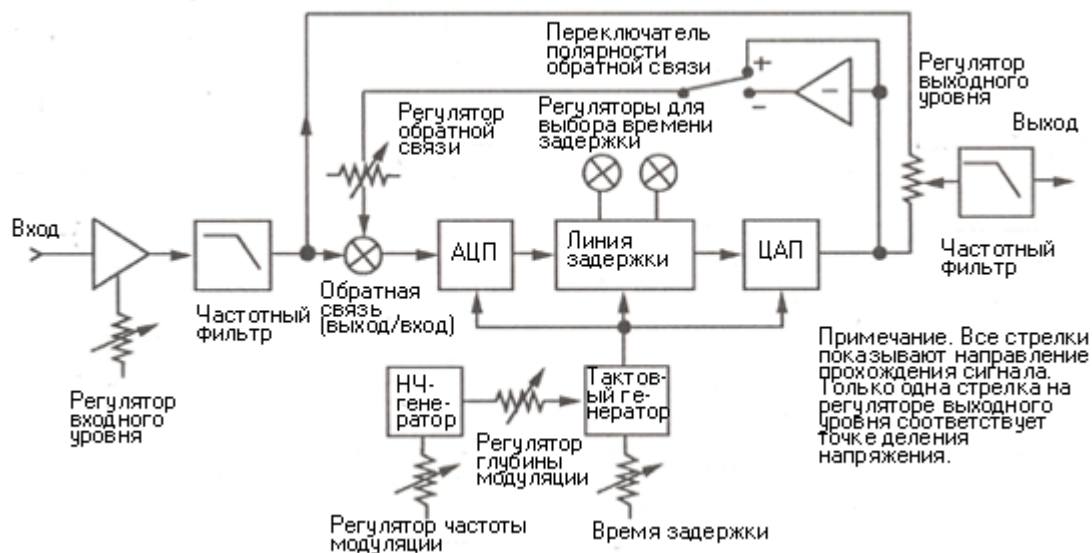 Переключатель
полярности
обратной связи
+
−
−
Регулятор
выходного
уровня
Регулятор
обратной
связи
Регуляторы для
выбора времени
задержки
Выход
Вход
АЦП
Линия
задержки
ЦАП
Частотный
фильтр
Обратная
связь
(выход/вход)
Частотный
фильтр
Регулятор
входного
уровня
НЧ-
гене-
ратор
Тактов-
ый ге-
нератор
Регулятор
глубины
модуляции
Регулятор частоты
модуляции
Время задержки
Примечание. Все стрелки
показывают направление
прохождения сигнала.
Только одна стрелка на
регуляторе выходного
уровня соответствует
точке деления
напряжения.